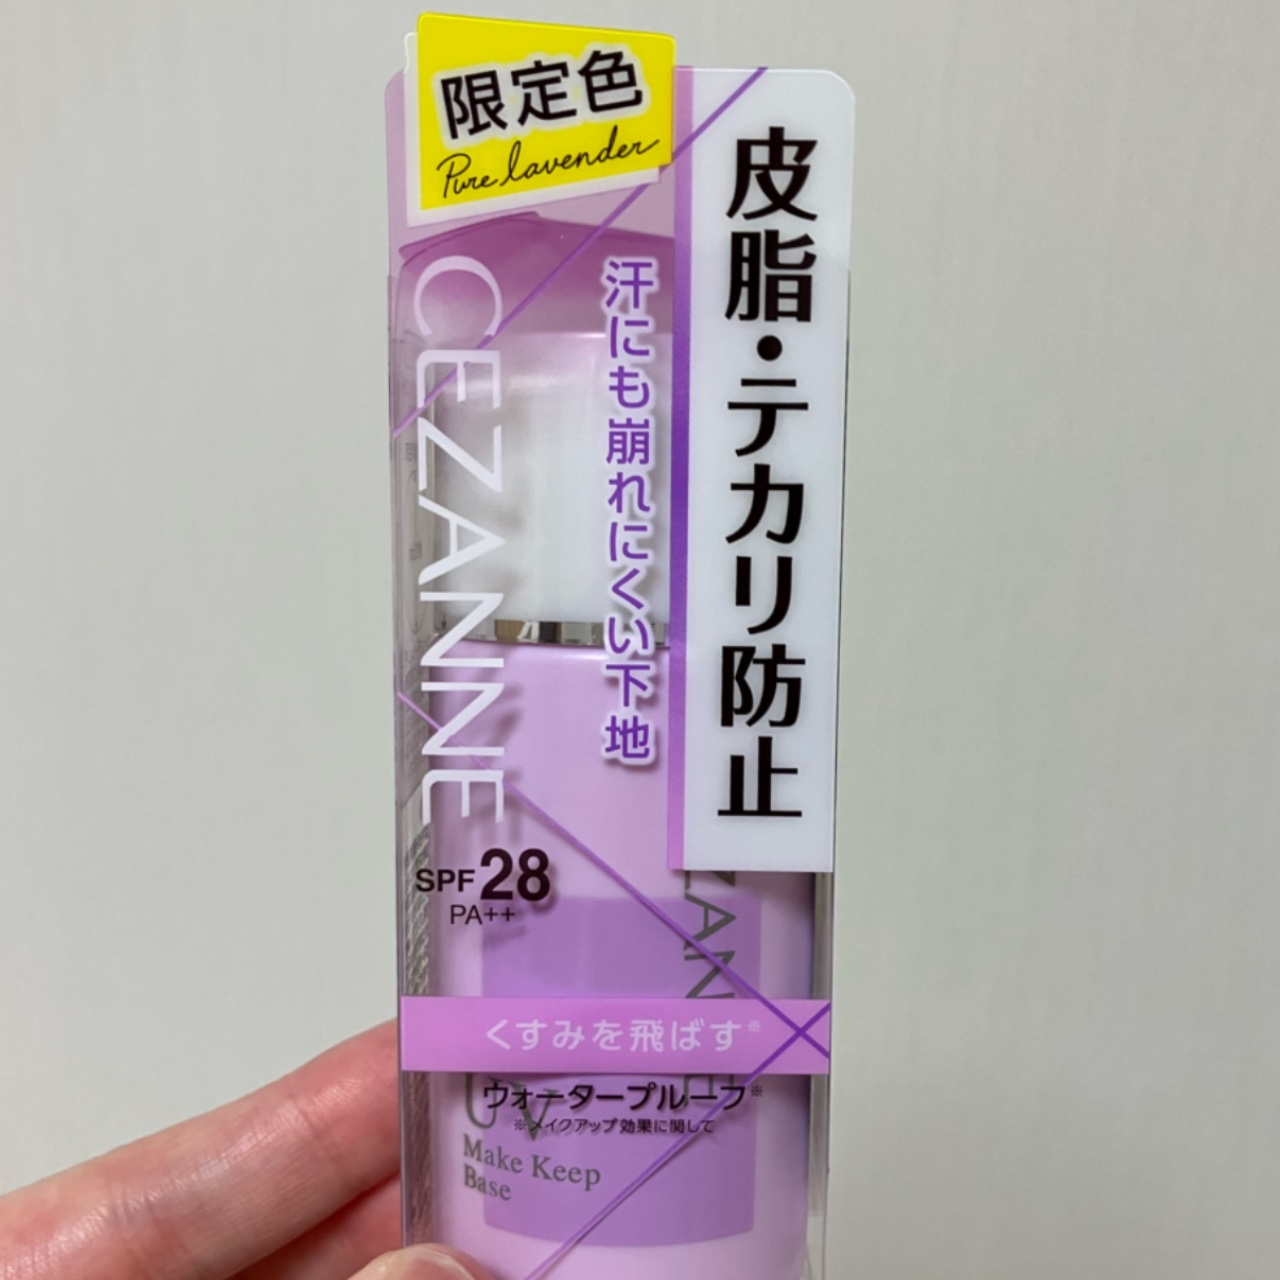 限定色
Pure lavender
皮脂・テカリ防止
汗にも崩れにくい下地
CEZANNE
SPF28
PA++
ZANNE
くすみを飛ばす※
ウォータープルーフ※
※メイクアップ効果に関して
UV
Make Keep
Base